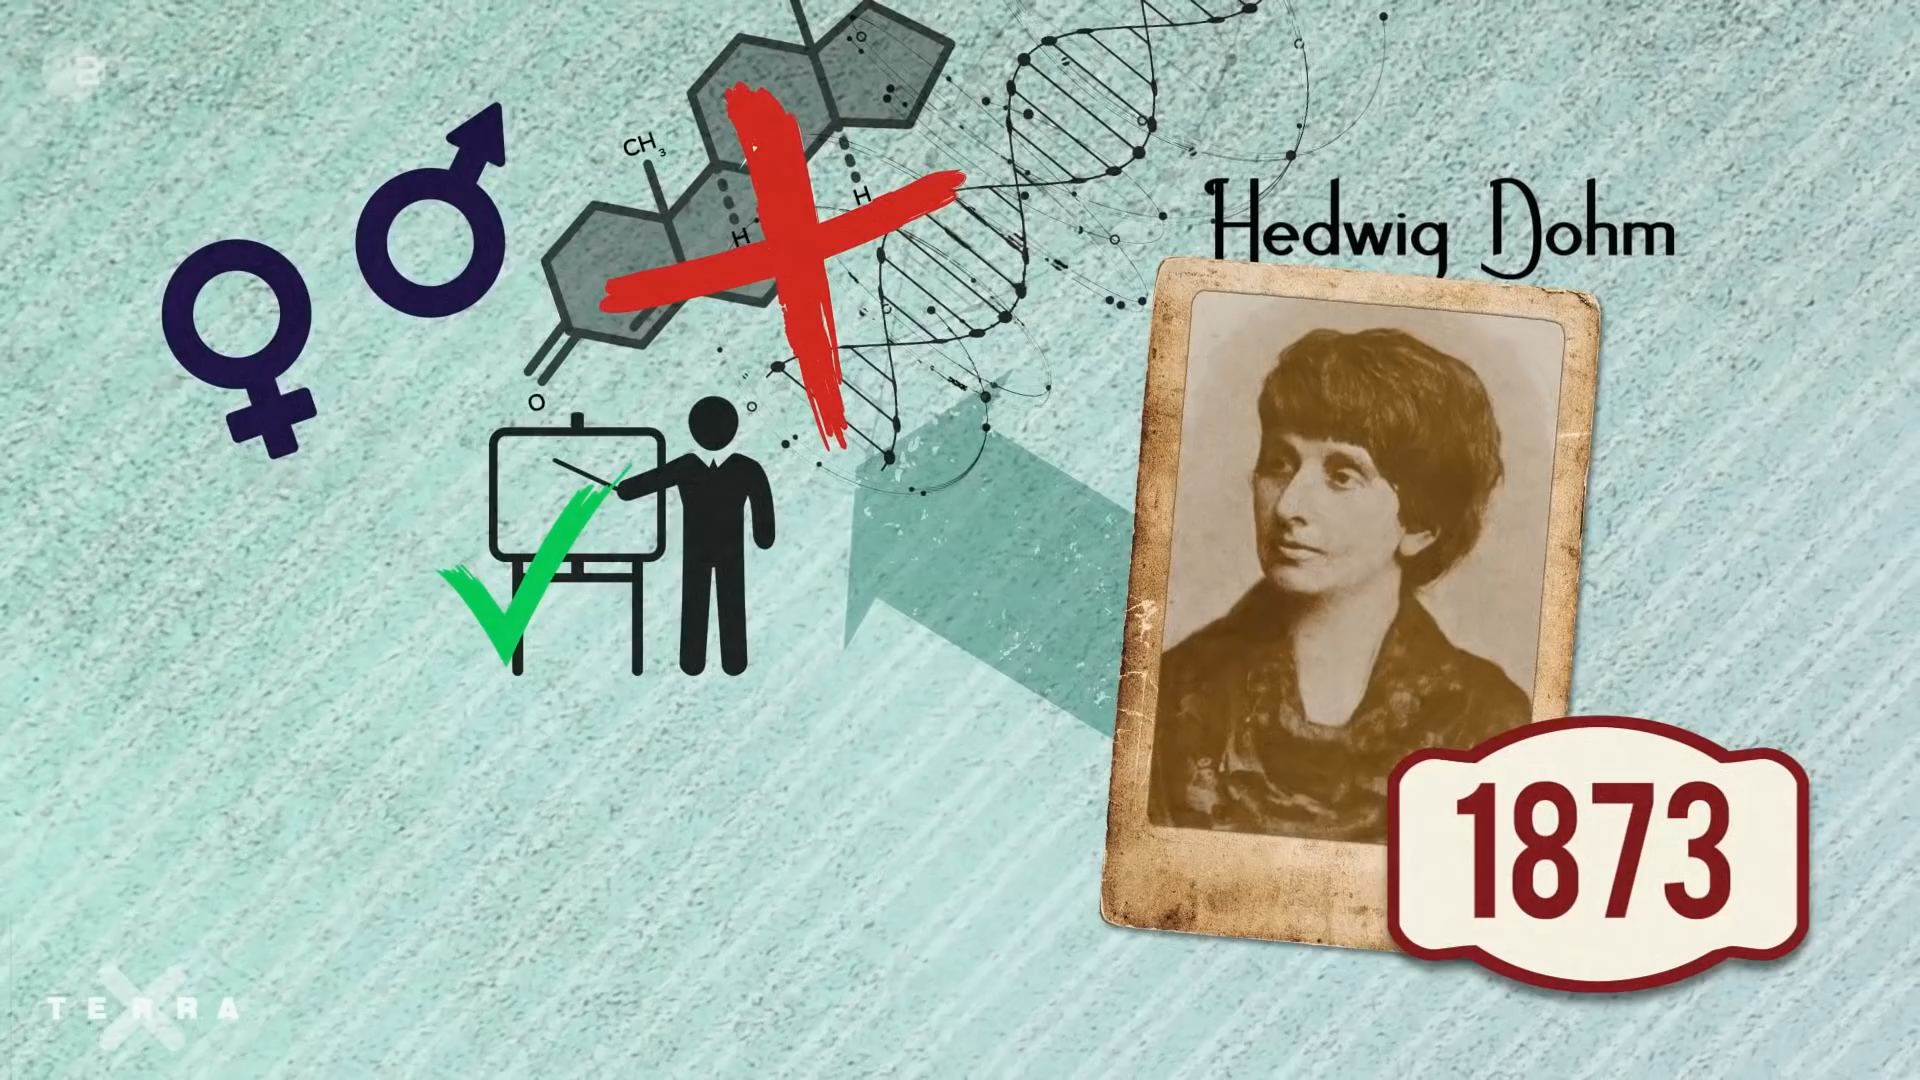 CH₃
H
H
O
Hedwig Dohm
1873
TERRA X